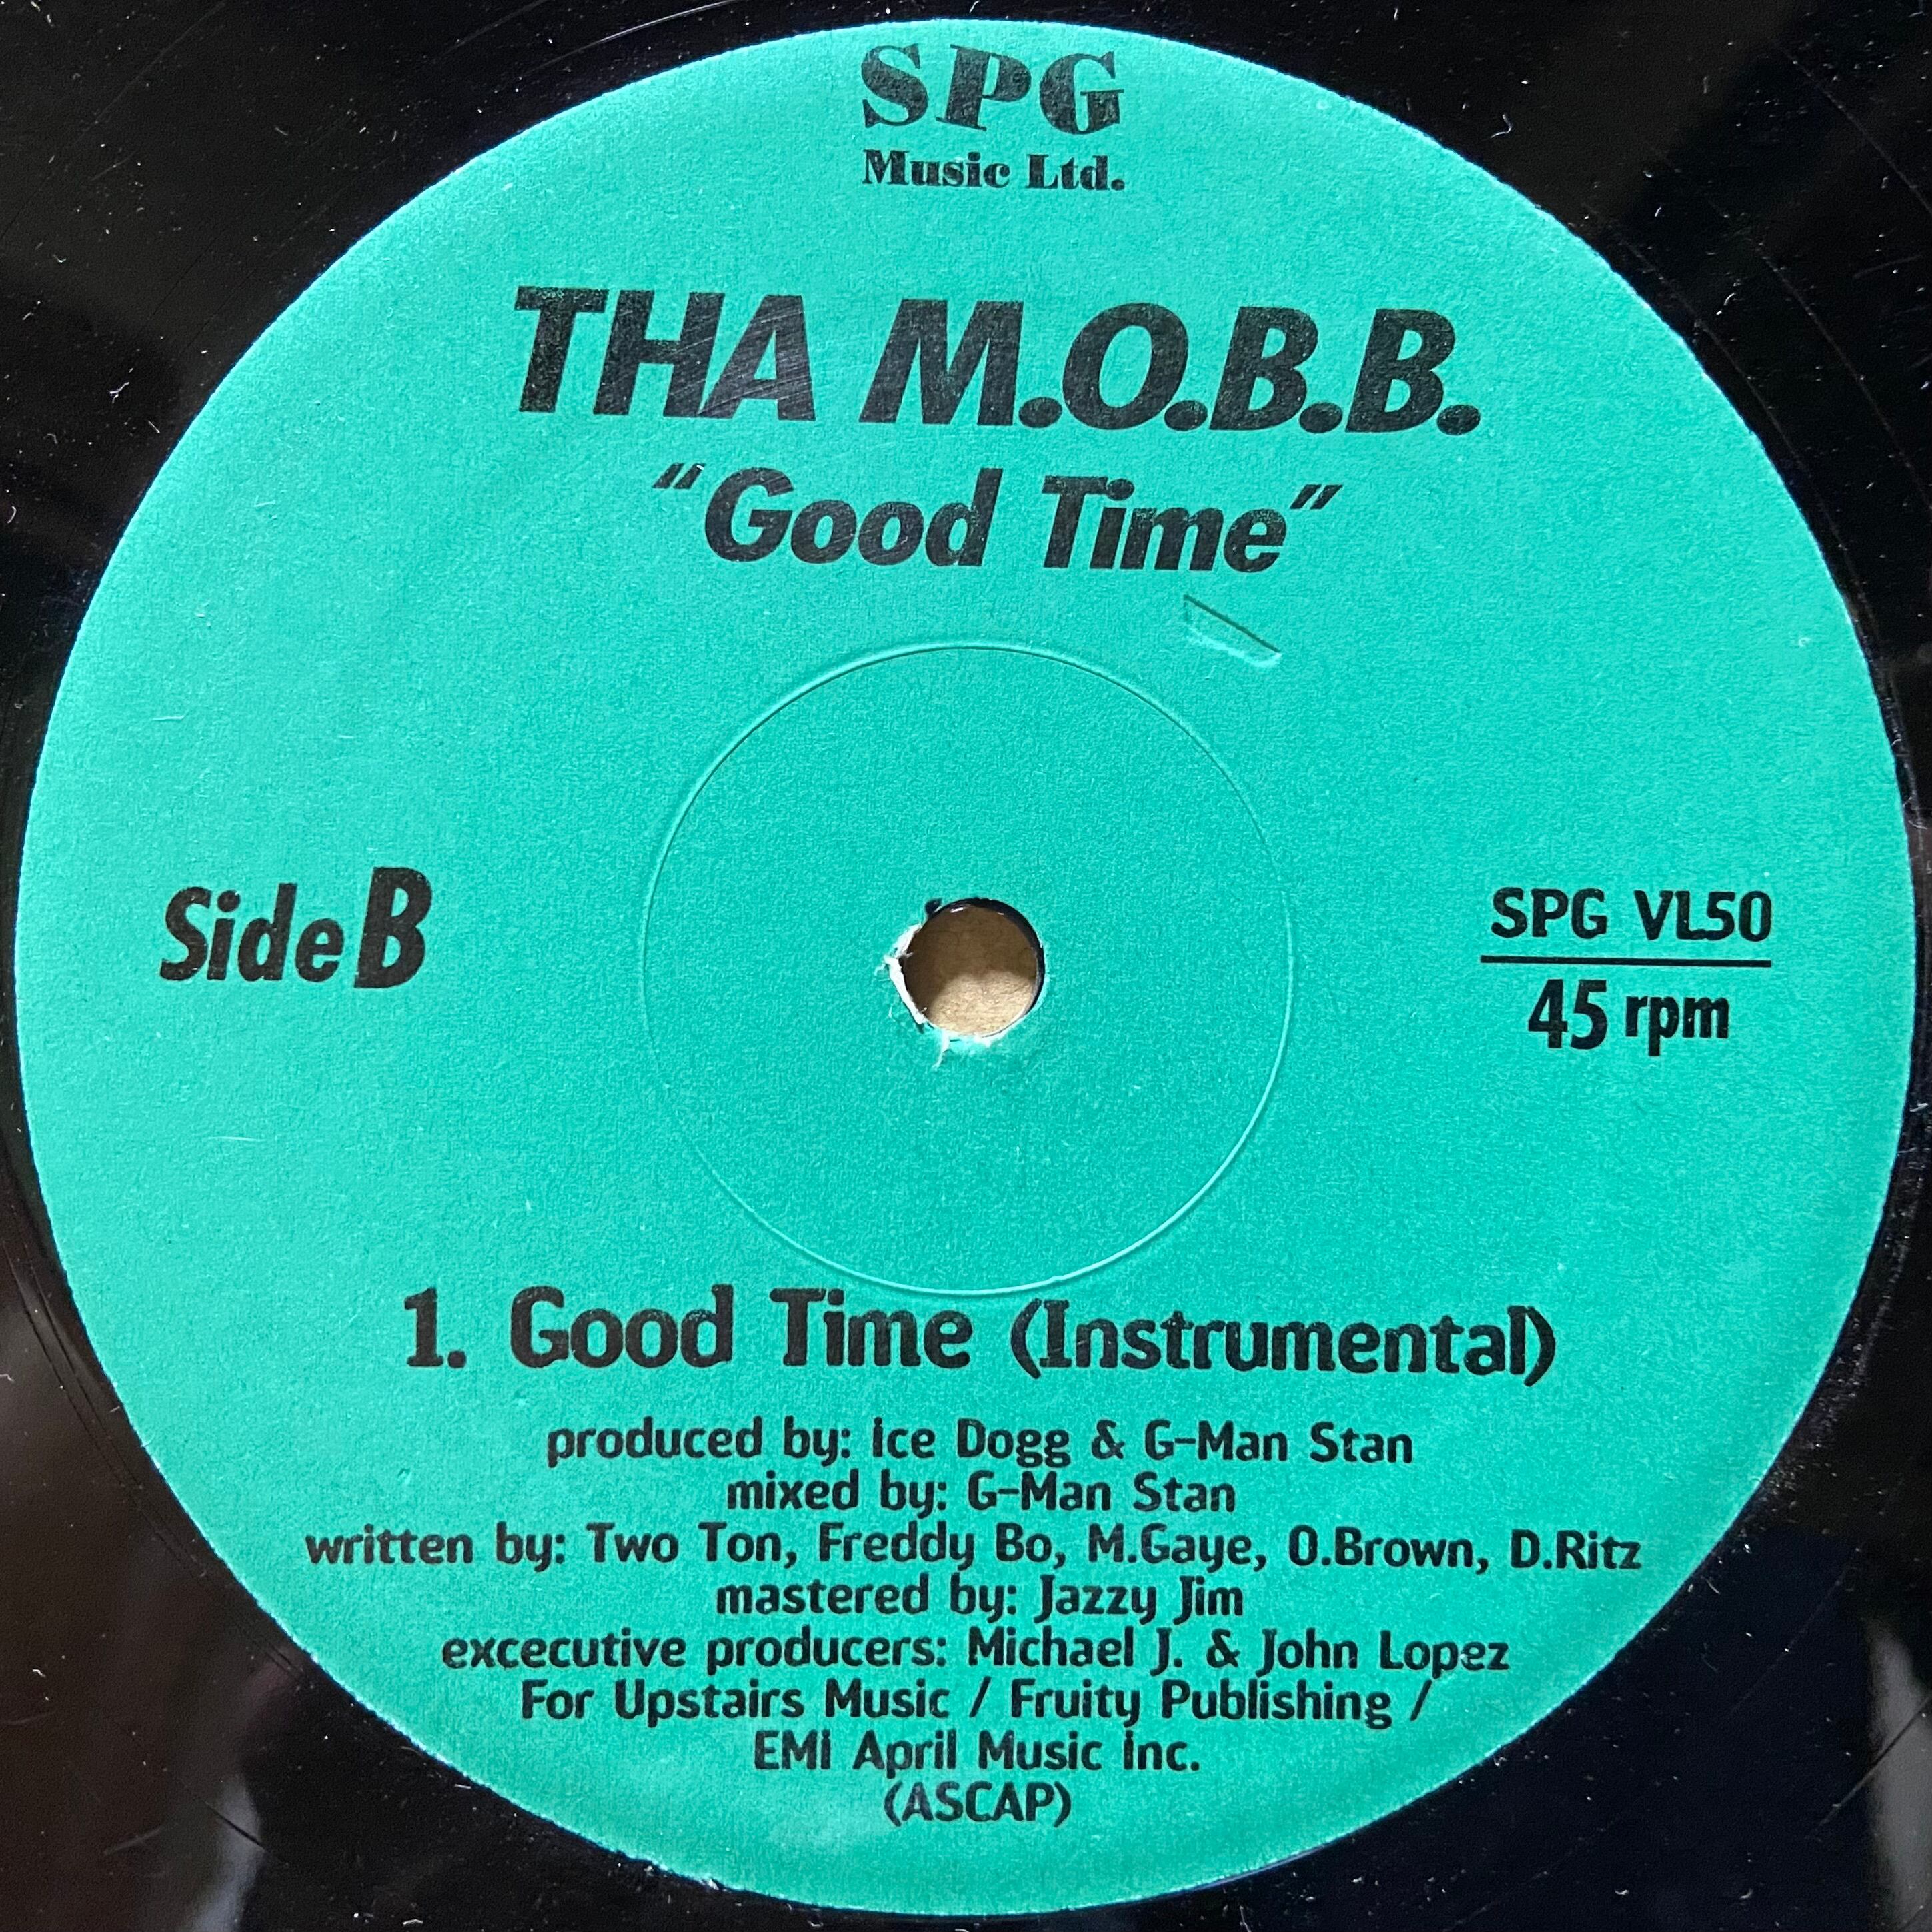 SPG
Music Ltd.
THA M.O.B.B.
"Good Time"
Side B
SPG VL50
45 rpm
1. Good Time (Instrumental)
produced by: Ice Dogg & G-Man Stan
mixed by: G-Man Stan
written by: Two Ton, Freddy Bo, M.Gaye, O.Brown, D.Ritz
mastered by: Jazzy Jim
excecutive producers: Michael J. & John Lopez
For Upstairs Music / Fruity Publishing /
EMI April Music Inc.
(ASCAP)